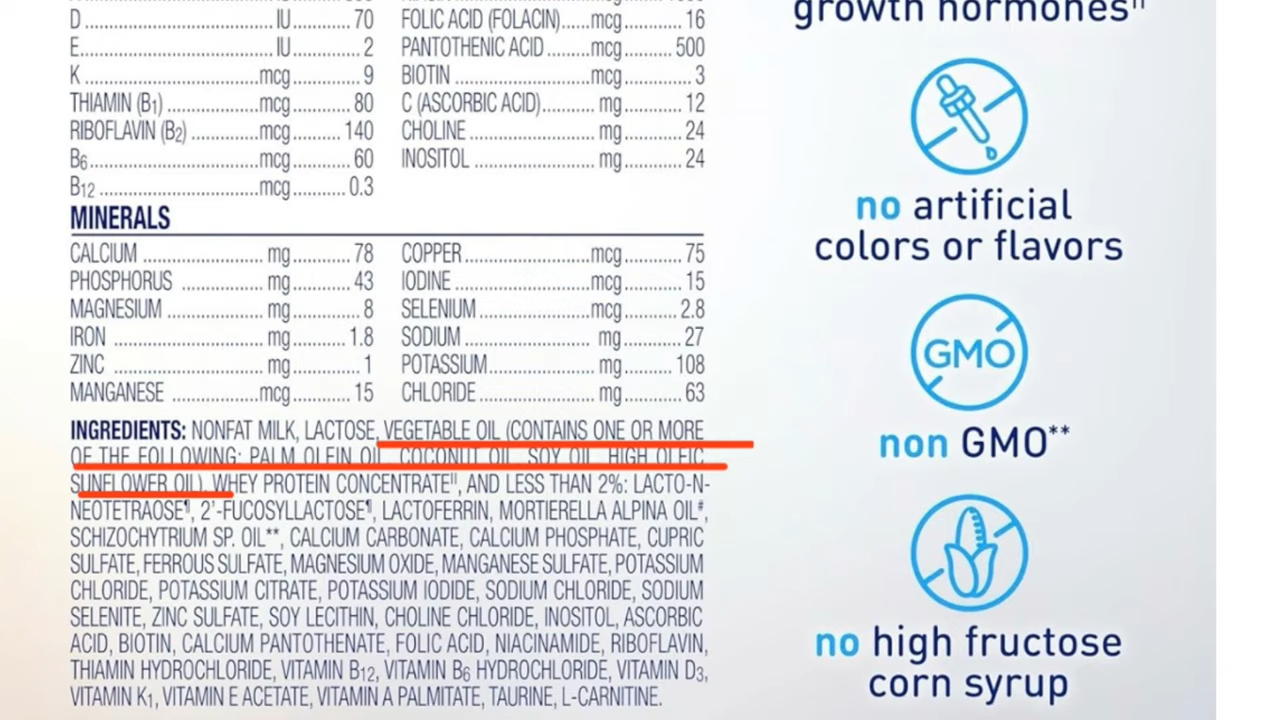 D IU 70
E IU 2
K mcg 9
THIAMIN (B1) mcg 80
RIBOFLAVIN (B2) mcg 140
B6 mcg 60
B12 mcg 0.3
FOLIC ACID (FOLACIN) mcg 16
PANTOTHENIC ACID mcg 500
BIOTIN mcg 3
C (ASCORBIC ACID) mg 12
CHOLINE mg 24
INOSITOL mg 24
MINERALS
CALCIUM mg 78
PHOSPHORUS mg 43
MAGNESIUM mg 8
IRON mg 1.8
ZINC mg 1
MANGANESE mcg 15
COPPER mcg 75
IODINE mcg 15
SELENIUM mcg 2.8
SODIUM mg 27
POTASSIUM mg 108
CHLORIDE mg 63
INGREDIENTS: NONFAT MILK, LACTOSE, VEGETABLE OIL (CONTAINS ONE OR MORE
OF THE FOLLOWING: PALM OLEIN OIL, COCONUT OIL, SOY OIL, HIGH OLEIC
SUNFLOWER OIL), WHEY PROTEIN CONCENTRATE||, AND LESS THAN 2%: LACTO-N-
NEOTETRAOSE¶, 2'-FUCOSYLLACTOSE¶, LACTOFERRIN, MORTIERELLA ALPINA OIL#,
SCHIZOCHYTRIUM SP. OIL**, CALCIUM CARBONATE, CALCIUM PHOSPHATE, CUPRIC
SULFATE, FERROUS SULFATE, MAGNESIUM OXIDE, MANGANESE SULFATE, POTASSIUM
CHLORIDE, POTASSIUM CITRATE, POTASSIUM IODIDE, SODIUM CHLORIDE, SODIUM
SELENITE, ZINC SULFATE, SOY LECITHIN, CHOLINE CHLORIDE, INOSITOL, ASCORBIC
ACID, BIOTIN, CALCIUM PANTOTHENATE, FOLIC ACID, NIACINAMIDE, RIBOFLAVIN,
THIAMIN HYDROCHLORIDE, VITAMIN B12, VITAMIN B6 HYDROCHLORIDE, VITAMIN D3,
VITAMIN K1, VITAMIN E ACETATE, VITAMIN A PALMITATE, TAURINE, L-CARNITINE.
growth hormones
no artificial
colors or flavors
GMO
non GMO**
no high fructose
corn syrup